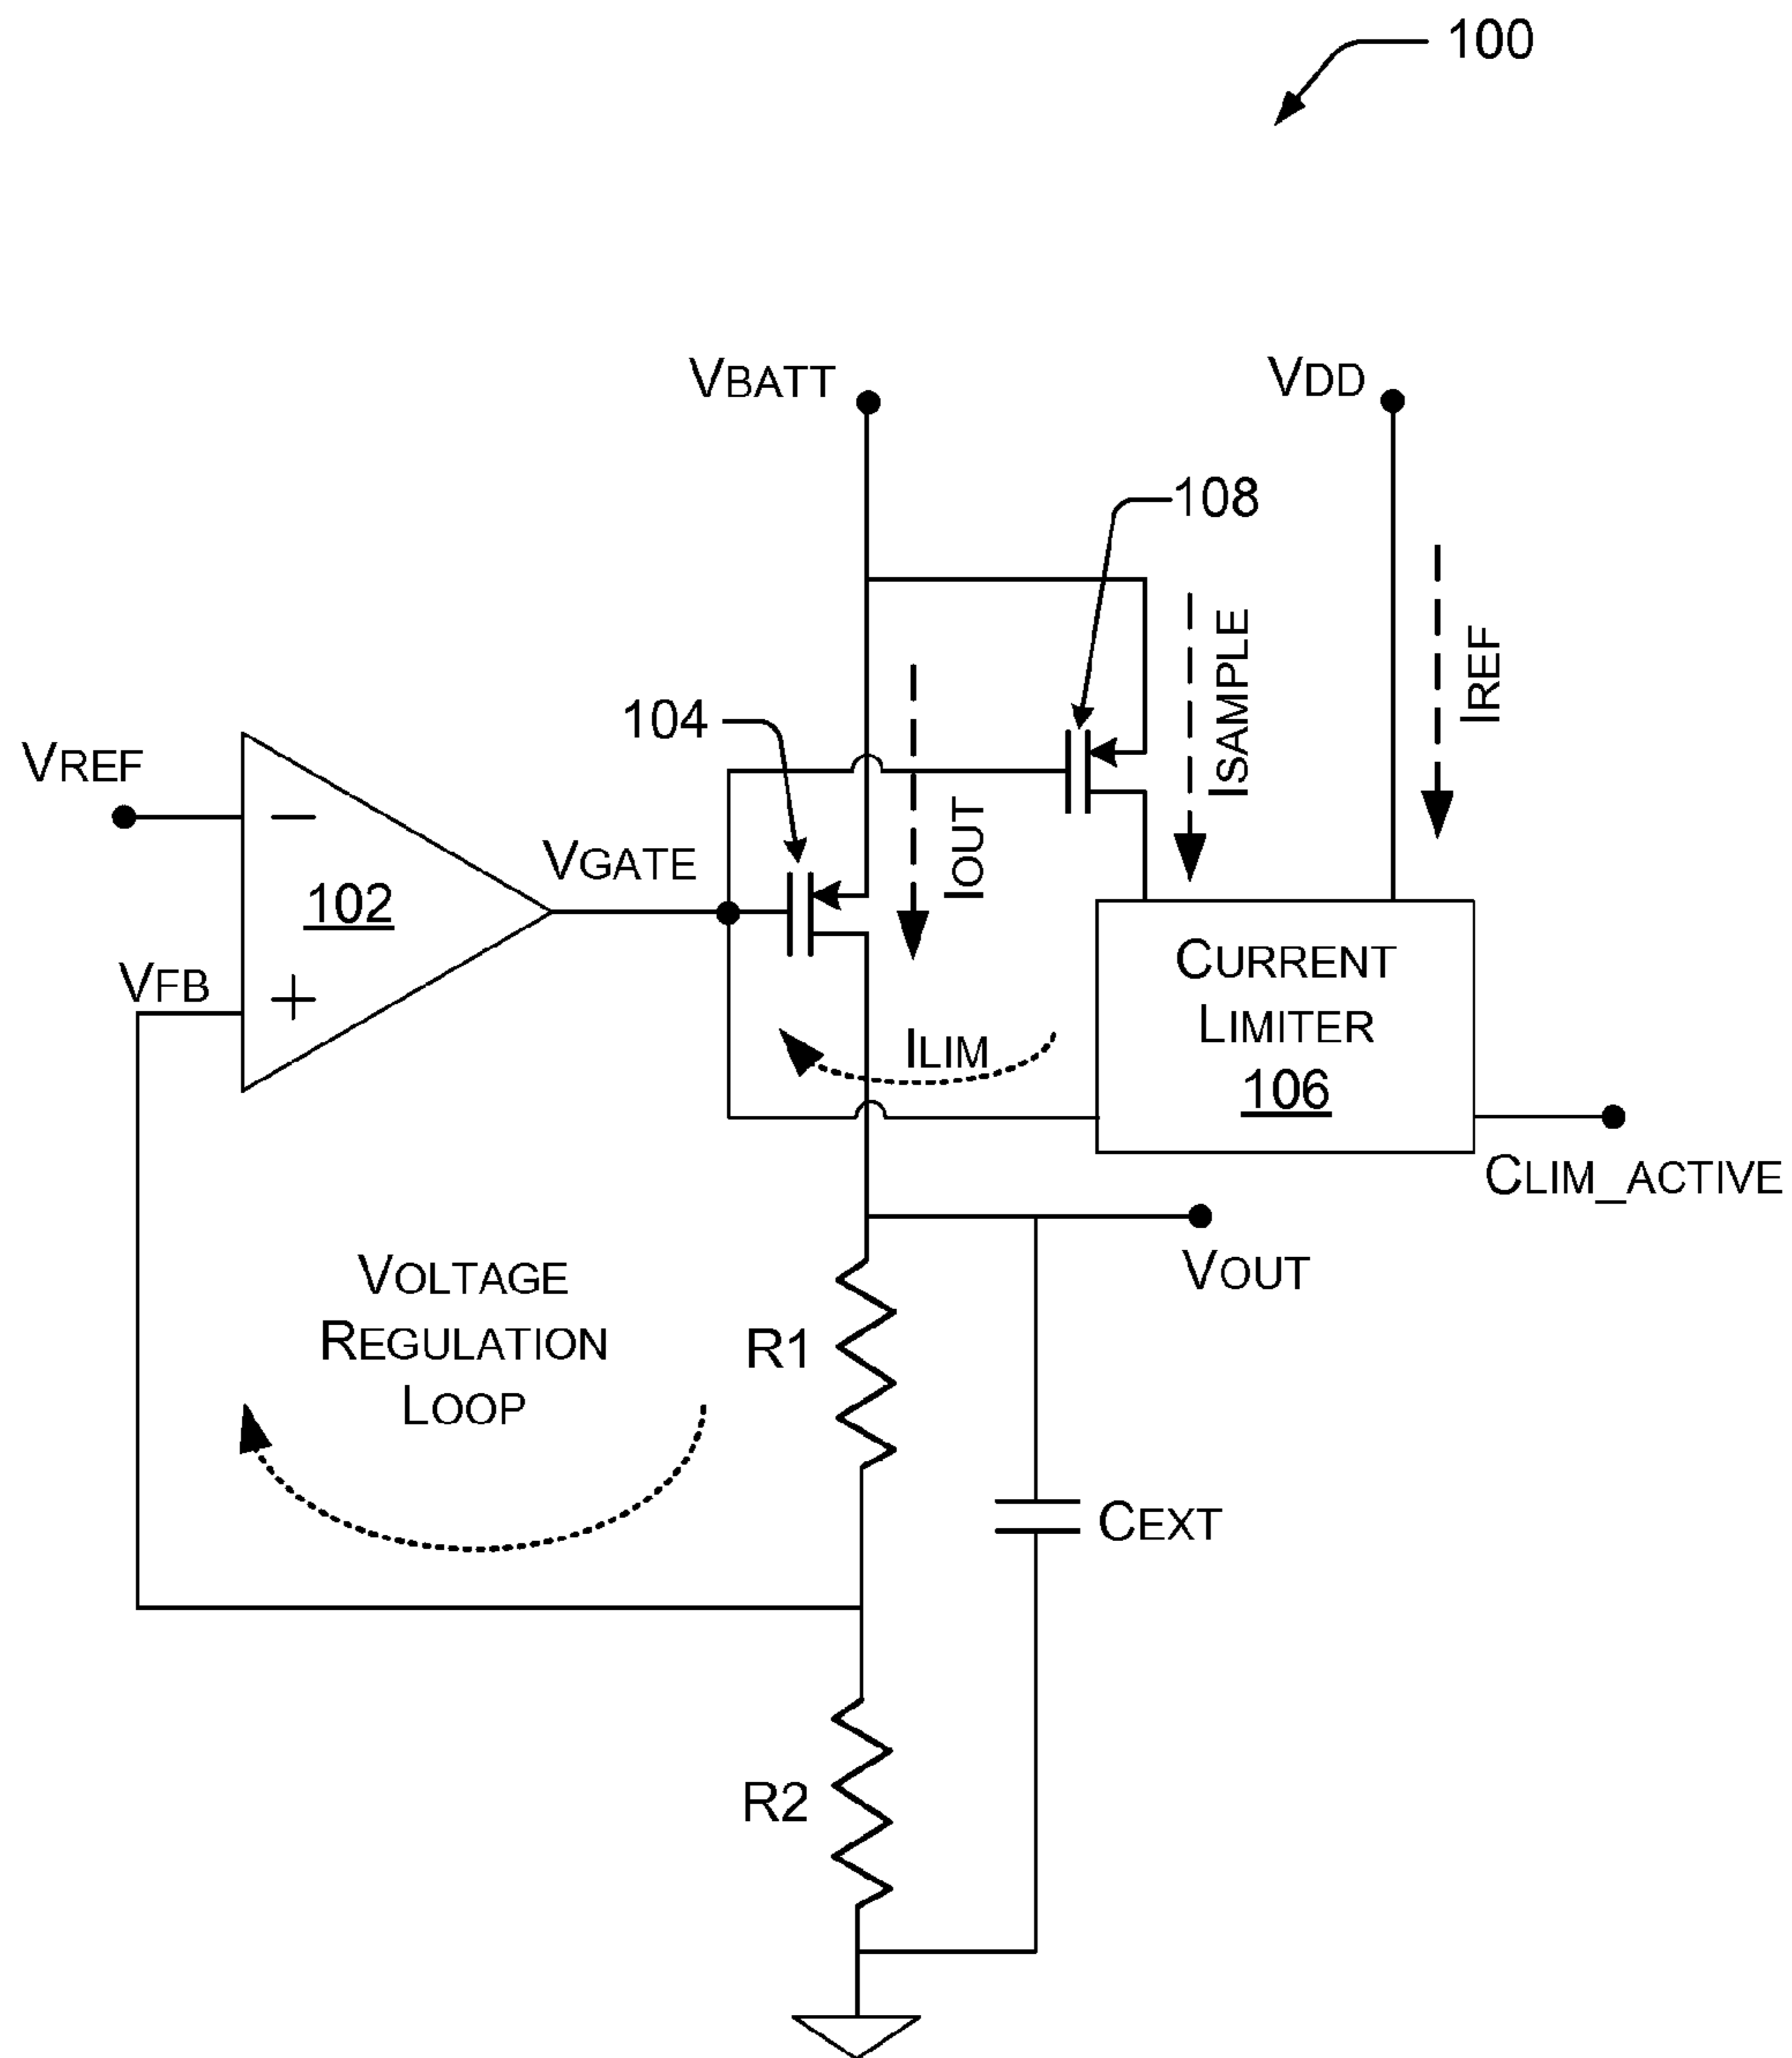 100
VBATT
VDD
108
ISAMPLE
IREF
104
VREF
−
IOUT
VGATE
102
CURRENT
LIMITER
106
VFB
+
ILIM
CLIM_ACTIVE
VOUT
VOLTAGE
REGULATION
LOOP
R1
CEXT
R2